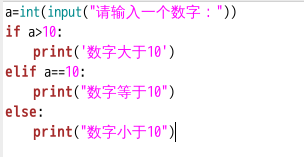 a=int(input("请输入一个数字："))
if a>10:
    print('数字大于10')
elif a==10:
    print("数字等于10")
else:
    print("数字小于10")